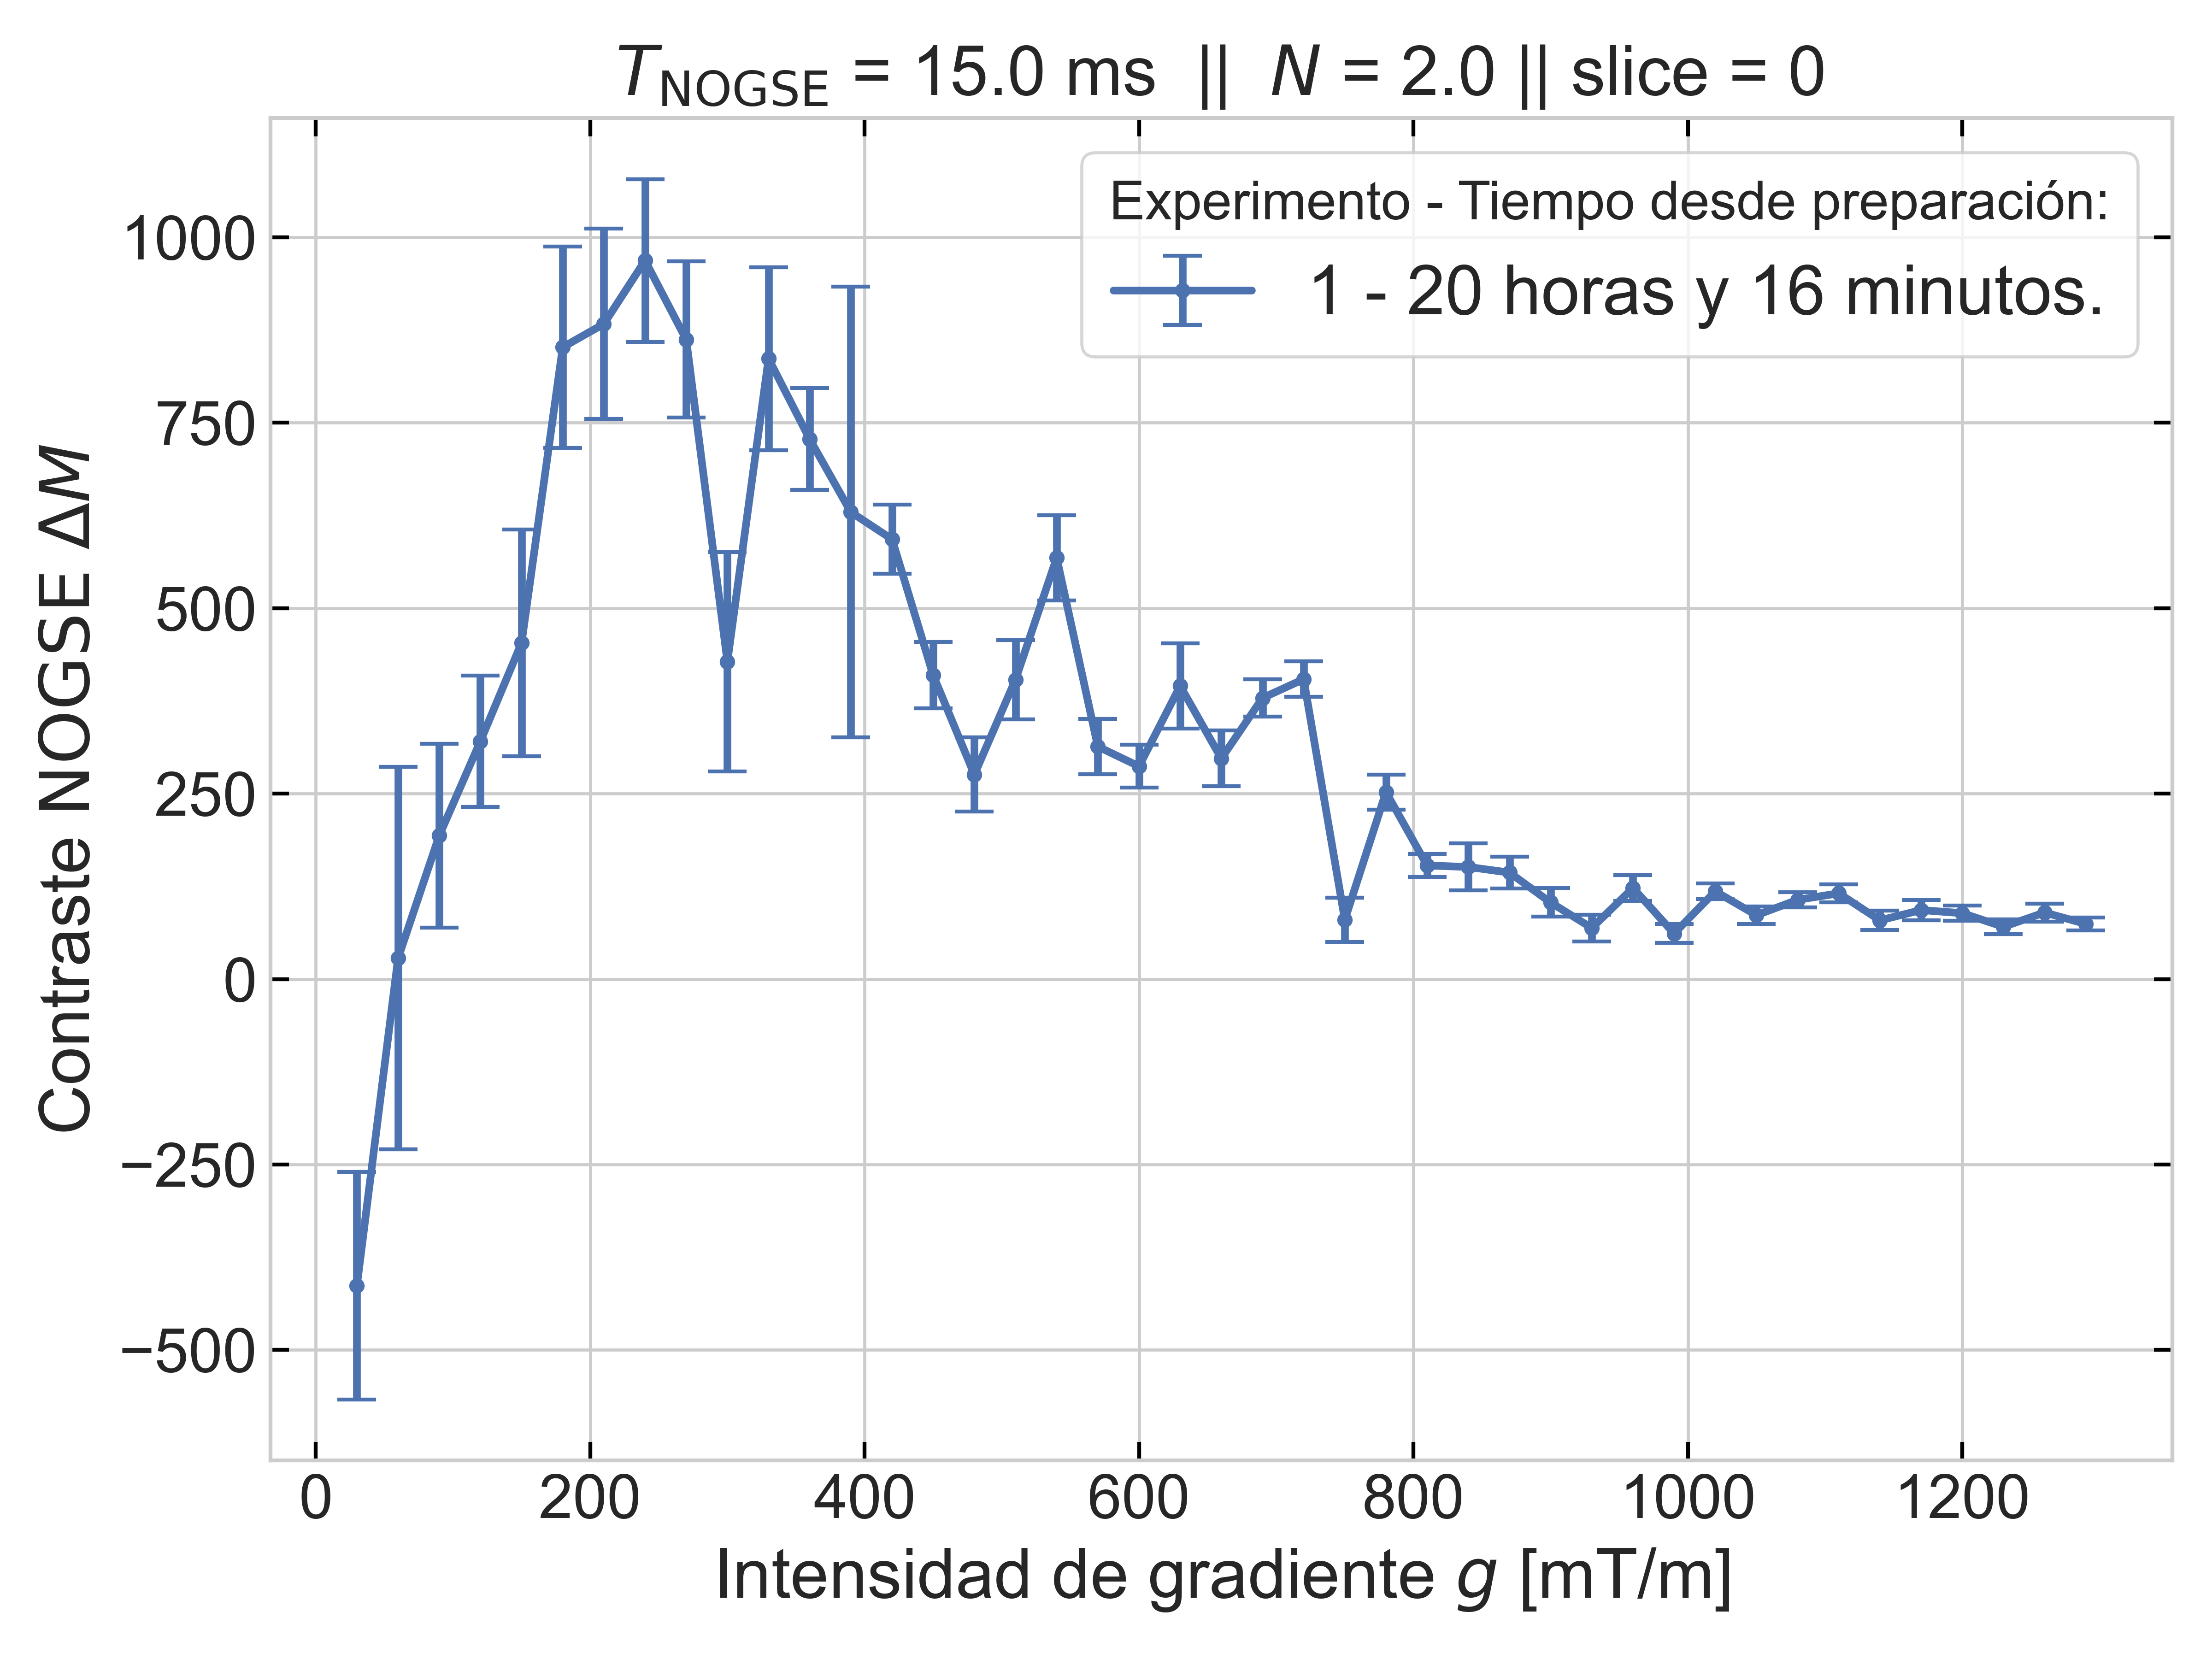 T NOGSE = 15.0 ms || N = 2.0 || slice = 0
Experimento - Tiempo desde preparación:
1 - 20 horas y 16 minutos.
Contraste NOGSE ΔM
1000
750
500
250
0
−250
−500
0 200 400 600 800 1000 1200
Intensidad de gradiente g [mT/m]